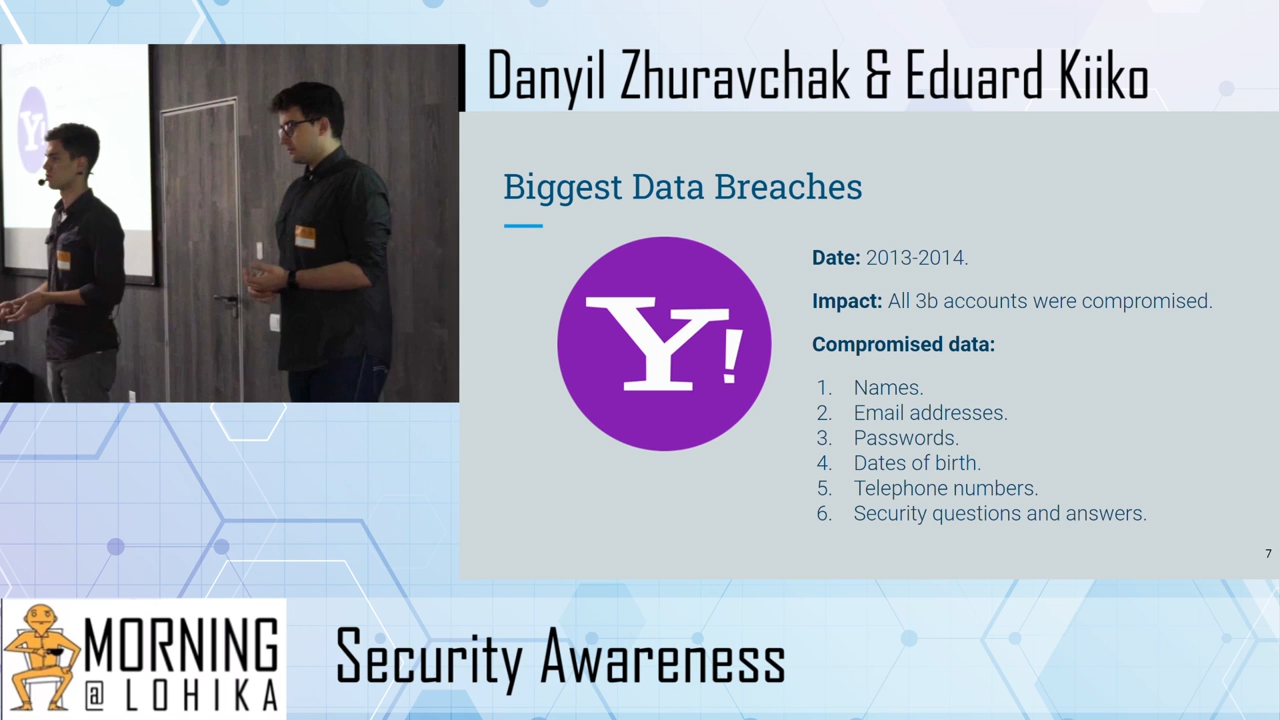 Danyil Zhuravchak & Eduard Kiiko
Biggest Data Breaches
Y!
Date: 2013-2014.
Impact: All 3b accounts were compromised.
Compromised data:
1. Names.
2. Email addresses.
3. Passwords.
4. Dates of birth.
5. Telephone numbers.
6. Security questions and answers.
7
MORNING
@ LOHIKA
Security Awareness